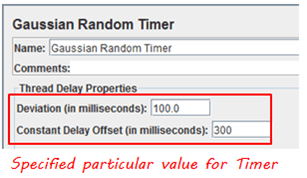 Gaussian Random Timer
Name: Gaussian Random Timer
Comments:
Thread Delay Properties
Deviation (in milliseconds): 100.0
Constant Delay Offset (in milliseconds): 300
Specified particular value for Timer